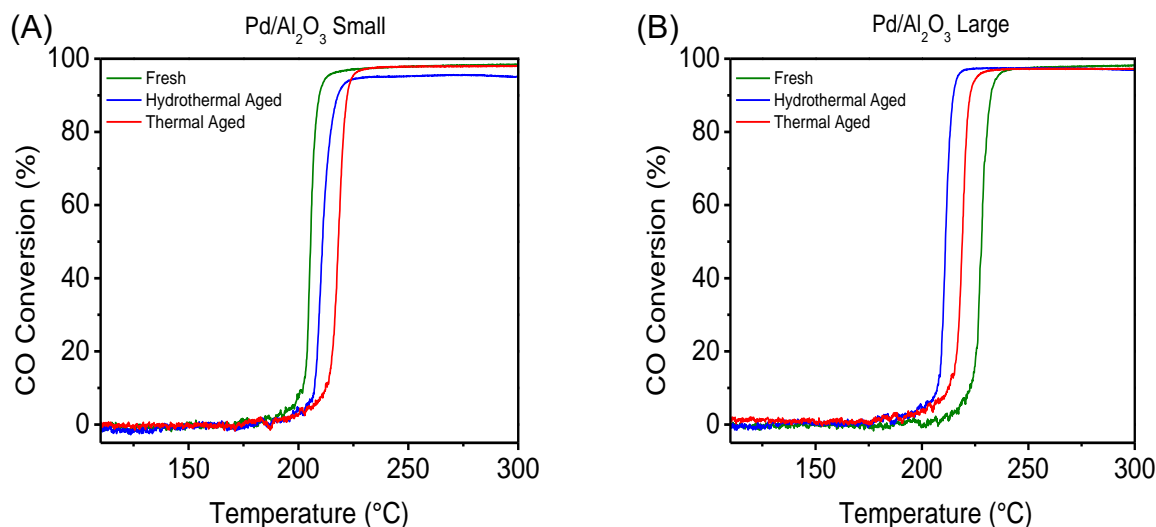 (A)
Pd/Al₂O₃ Small
100
80
60
40
20
0
CO Conversion (%)
Fresh
Hydrothermal Aged
Thermal Aged
150
200
250
300
Temperature (°C)
(B)
Pd/Al₂O₃ Large
100
80
60
40
20
0
CO Conversion (%)
Fresh
Hydrothermal Aged
Thermal Aged
150
200
250
300
Temperature (°C)